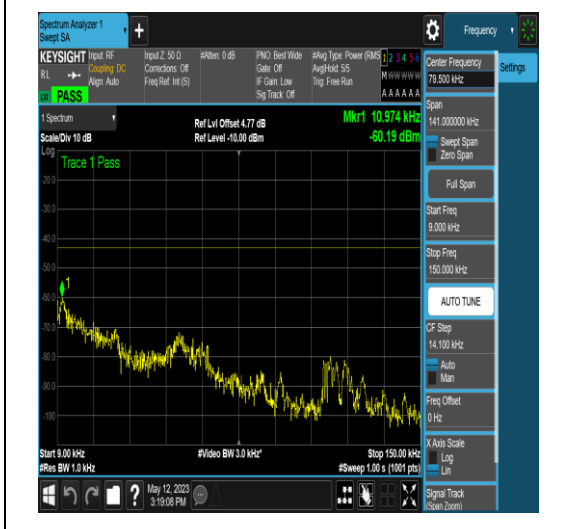 Spectrum Analyzer 1
Swept SA
+
Frequency
KEYSIGHT
RL
PASS
Input: RF
Coupling: DC
Align: Auto
Input Z: 50 Ω
Corrections: Off
Freq Ref: Int (S)
#Atten: 0 dB
PNO: Best Wide
Gate: Off
IF Gain: Low
Sig Track: Off
#Avg Type: Power (RMS)
Avg|Hold: 5/5
Trig: Free Run
1 2 3 4 5 6
M W W W W W
A A A A A A
1 Spectrum
Scale/Div 10 dB
Log
Ref Lvl Offset 4.77 dB
Ref Level -10.00 dBm
Mkr1 10.974 kHz
-60.19 dBm
Trace 1 Pass
1
-20.0
-30.0
-40.0
-50.0
-60.0
-70.0
-80.0
-90.0
-100
Start 9.00 kHz
#Res BW 1.0 kHz
#Video BW 3.0 kHz*
Stop 150.00 kHz
#Sweep 1.00 s (1001 pts)
?
May 12, 2023
3:19:08 PM
Center Frequency
79.500 kHz
Settings
Span
141.000000 kHz
Swept Span
Zero Span
Full Span
Start Freq
9.000 kHz
Stop Freq
150.000 kHz
AUTO TUNE
CF Step
14.100 kHz
Auto
Man
Freq Offset
0 Hz
X Axis Scale
Log
Lin
Signal Track
(Span Zoom)